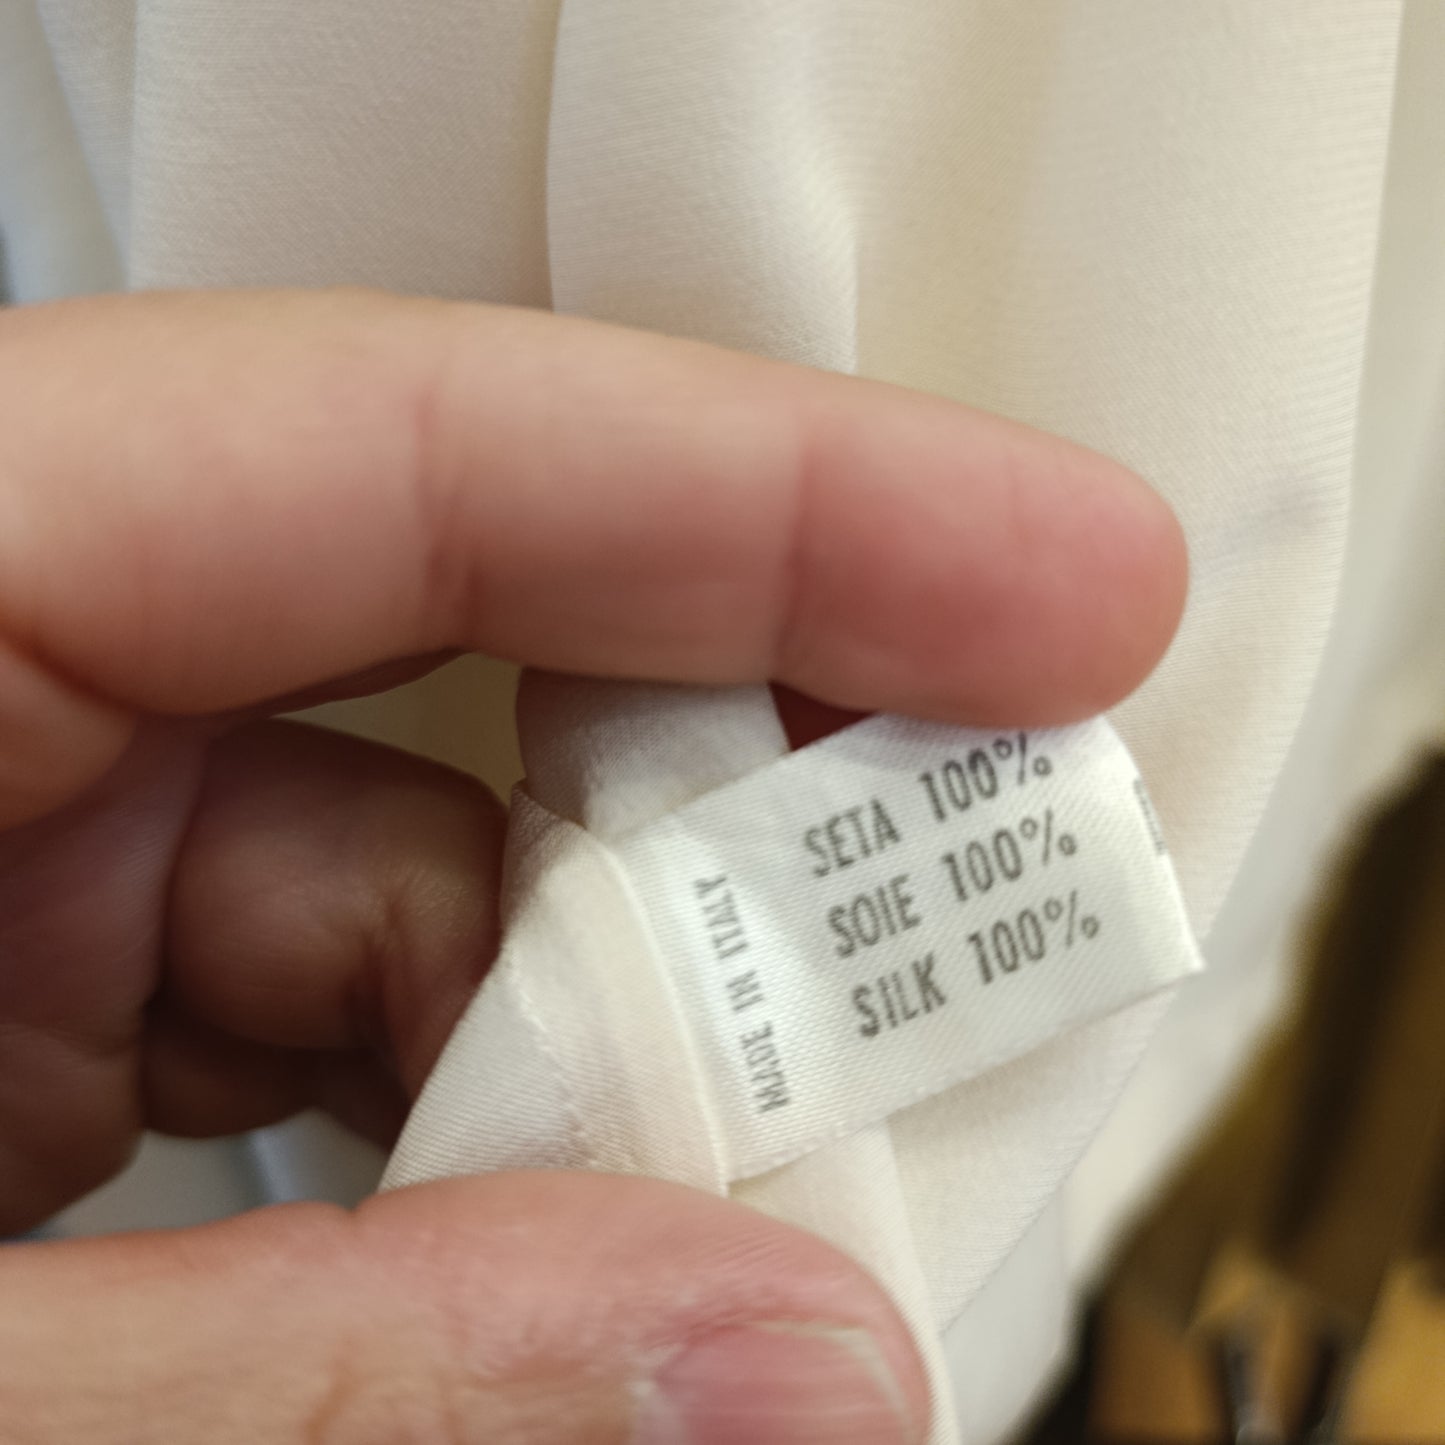 SETA 100%
SOIE 100%
SILK 100%
MADE IN ITALY